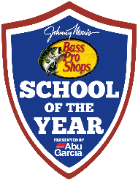 Johnny Morris
Bass Pro Shops
SCHOOL
OF THE
YEAR
PRESENTED BY
Abu
Garcia